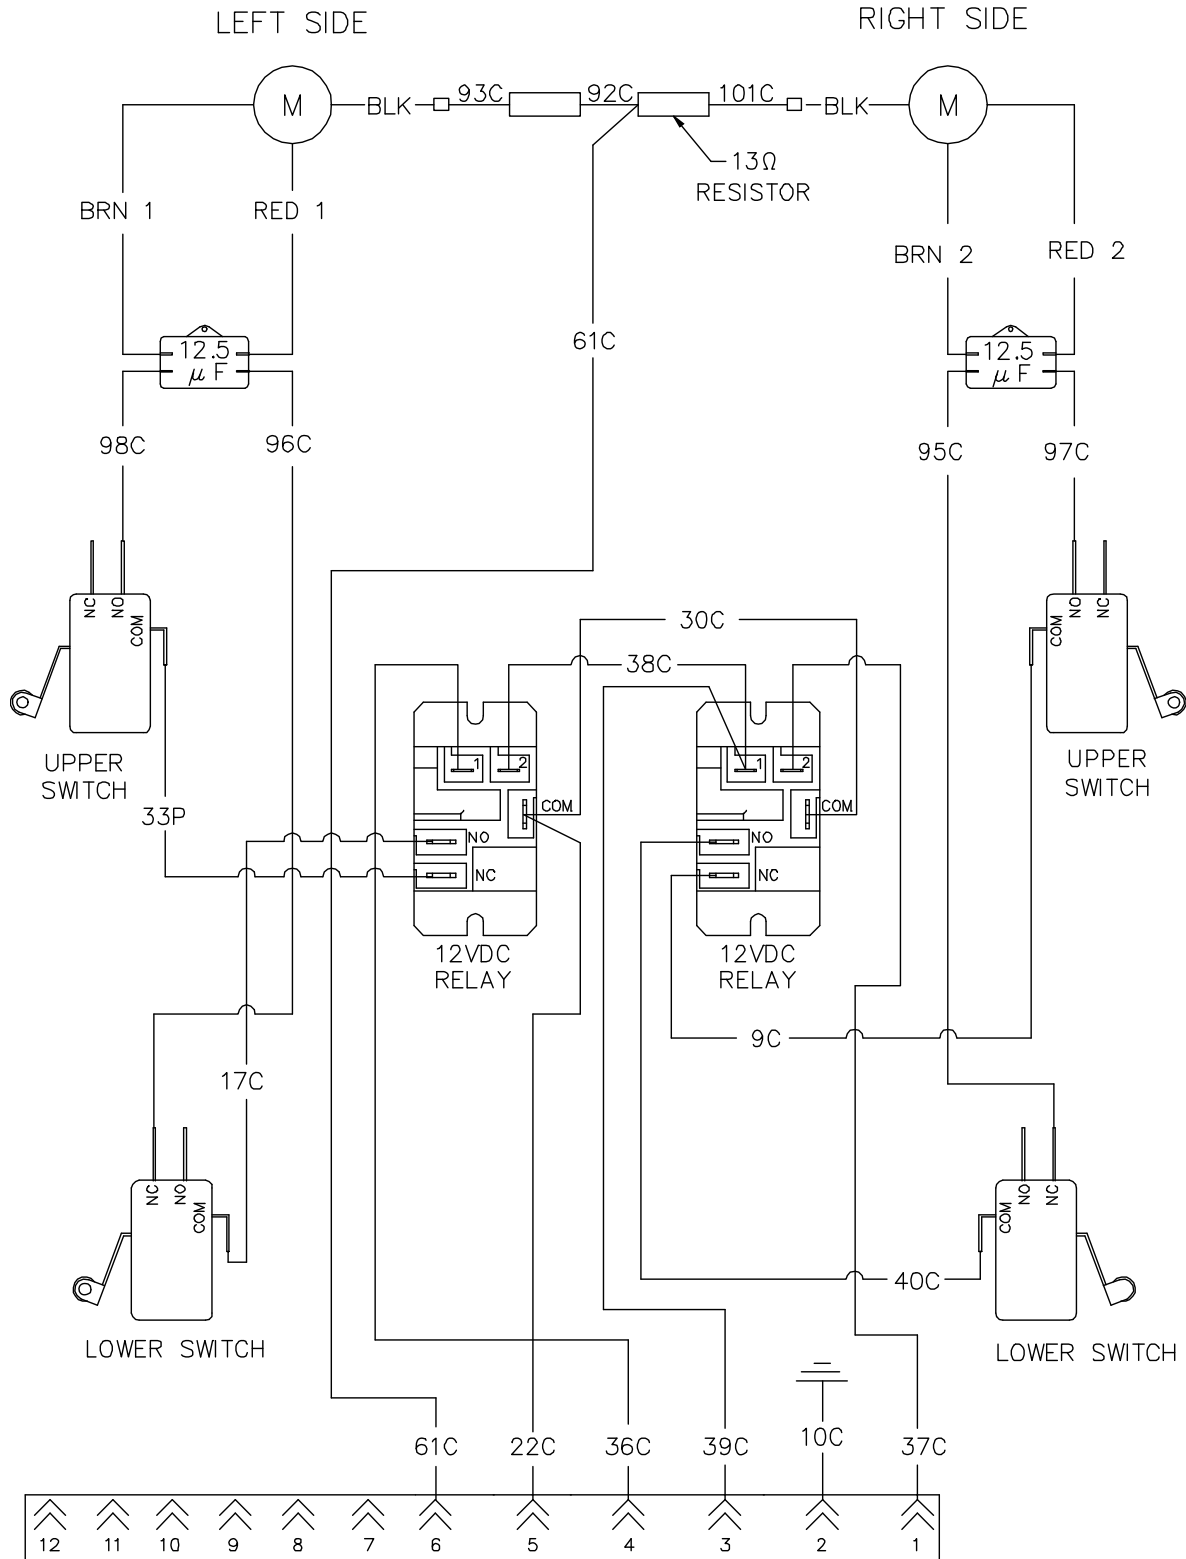 LEFT SIDE
RIGHT SIDE
M
BLK
93C
92C
101C
BLK
M
13Ω
RESISTOR
BRN 1
RED 1
BRN 2
RED 2
61C
12.5
μ F
12.5
μ F
98C
96C
95C
97C
NC
NO
COM
COM
NO
NC
30C
38C
UPPER
SWITCH
UPPER
SWITCH
1
2
1
2
33P
COM
COM
NO
NO
NC
NC
12VDC
RELAY
12VDC
RELAY
9C
17C
NC
NO
COM
COM
NO
NC
40C
LOWER SWITCH
LOWER SWITCH
61C
22C
36C
39C
10C
37C
12
11
10
9
8
7
6
5
4
3
2
1